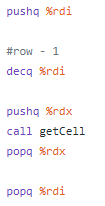 pushq %rdi
#row - 1
decq %rdi
pushq %rdx
call getCell
popq %rdx
popq %rdi